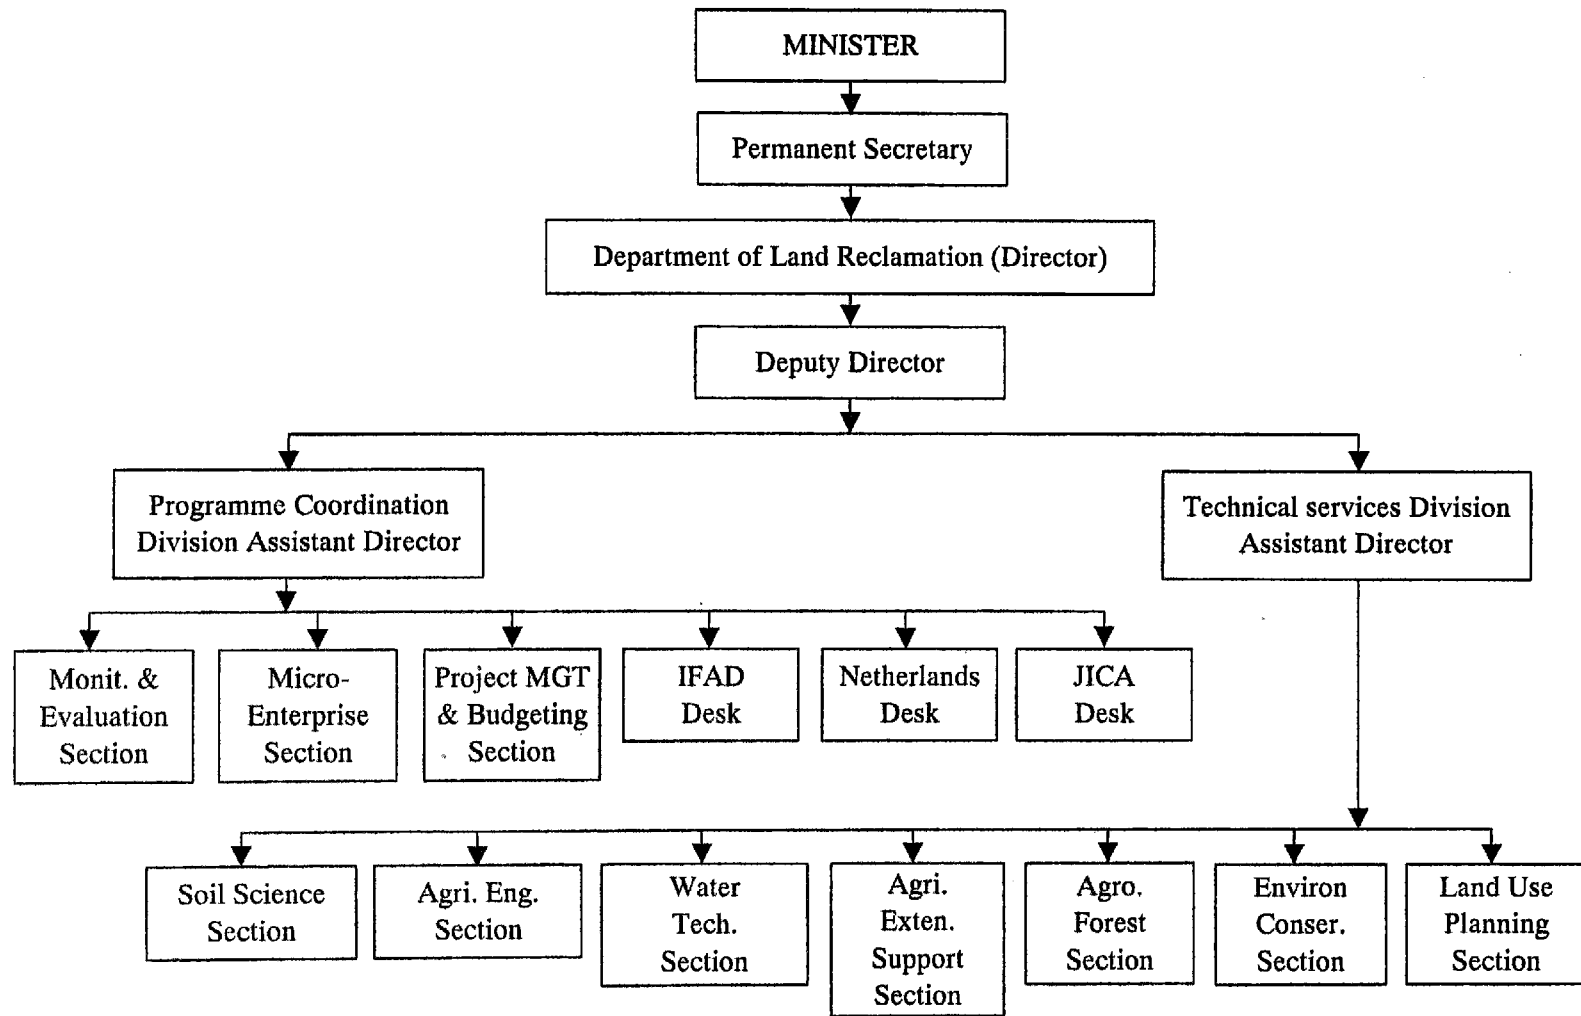 MINISTER
Permanent Secretary
Department of Land Reclamation (Director)
Deputy Director
Programme Coordination
Division Assistant Director
Technical services Division
Assistant Director
Monit. &
Evaluation
Section
Micro-
Enterprise
Section
Project MGT
& Budgeting
Section
IFAD
Desk
Netherlands
Desk
JICA
Desk
Soil Science
Section
Agri. Eng.
Section
Water
Tech.
Section
Agri.
Exten.
Support
Section
Agro.
Forest
Section
Environ
Conser.
Section
Land Use
Planning
Section